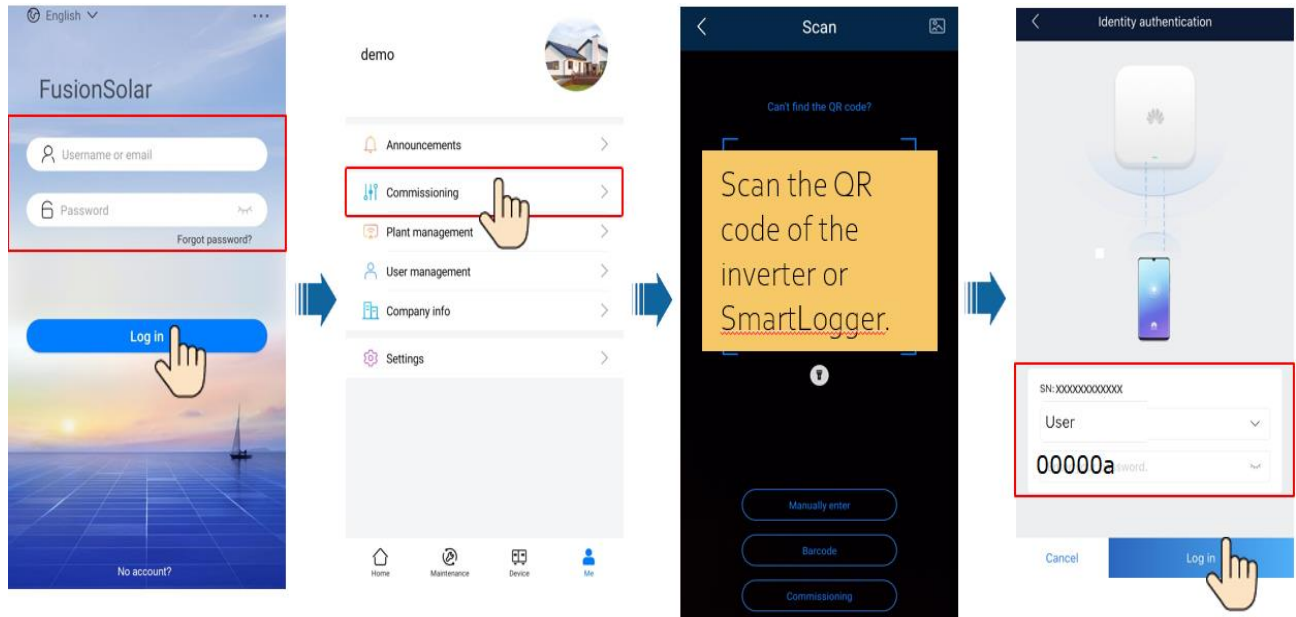 English
...
FusionSolar
Username or email
Password
Forgot password?
Log in
No account?
demo
Announcements
Commissioning
Plant management
User management
Company info
Settings
Home
Maintenance
Device
Me
Scan
Can't find the QR code?
Scan the QR
code of the
inverter or
SmartLogger.
Manually enter
Barcode
Commissioning
Identity authentication
SN: XXXXXXXXXXXX
User
00000a
Cancel
Log in